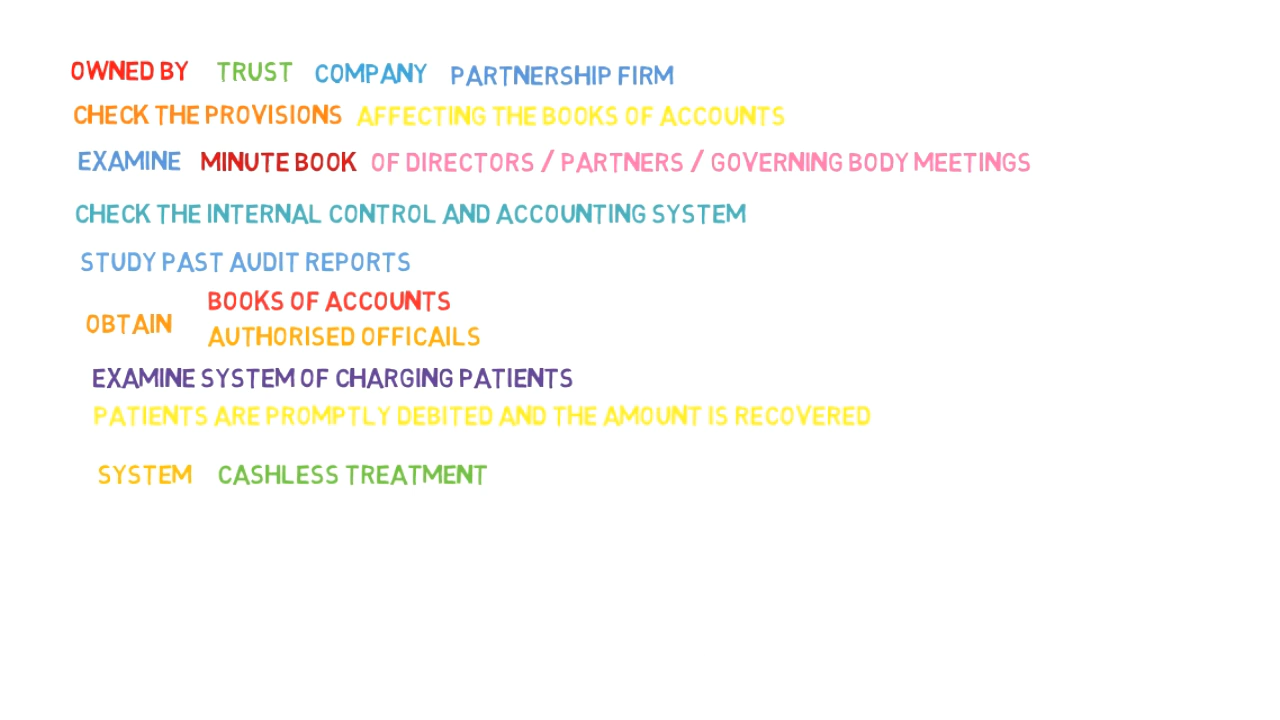 OWNED BY TRUST COMPANY PARTNERSHIP FIRM
CHECK THE PROVISIONS AFFECTING THE BOOKS OF ACCOUNTS
EXAMINE MINUTE BOOK OF DIRECTORS / PARTNERS / GOVERNING BODY MEETINGS
CHECK THE INTERNAL CONTROL AND ACCOUNTING SYSTEM
STUDY PAST AUDIT REPORTS
BOOKS OF ACCOUNTS
OBTAIN
AUTHORISED OFFICAILS
EXAMINE SYSTEM OF CHARGING PATIENTS
PATIENTS ARE PROMPTLY DEBITED AND THE AMOUNT IS RECOVERED
SYSTEM CASHLESS TREATMENT